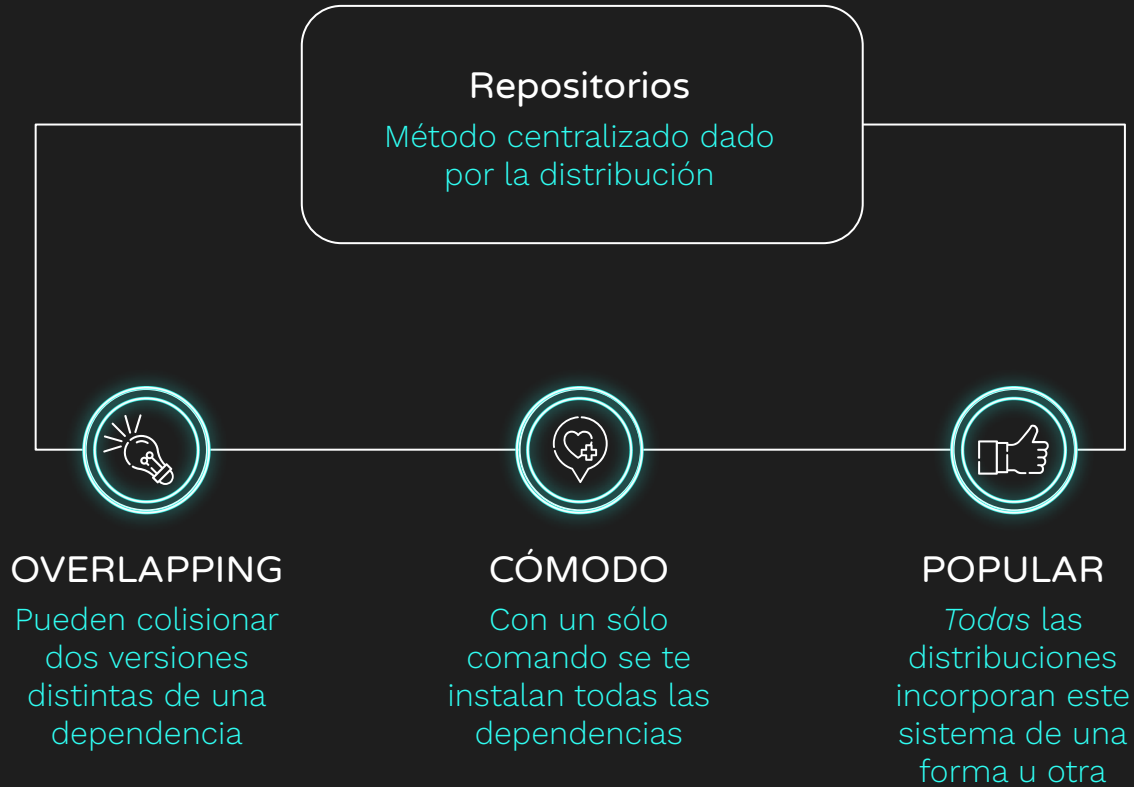 Repositorios
Método centralizado dado
por la distribución
OVERLAPPING
Pueden colisionar
dos versiones
distintas de una
dependencia
CÓMODO
Con un sólo
comando se te
instalan todas las
dependencias
POPULAR
Todas las
distribuciones
incorporan este
sistema de una
forma u otra